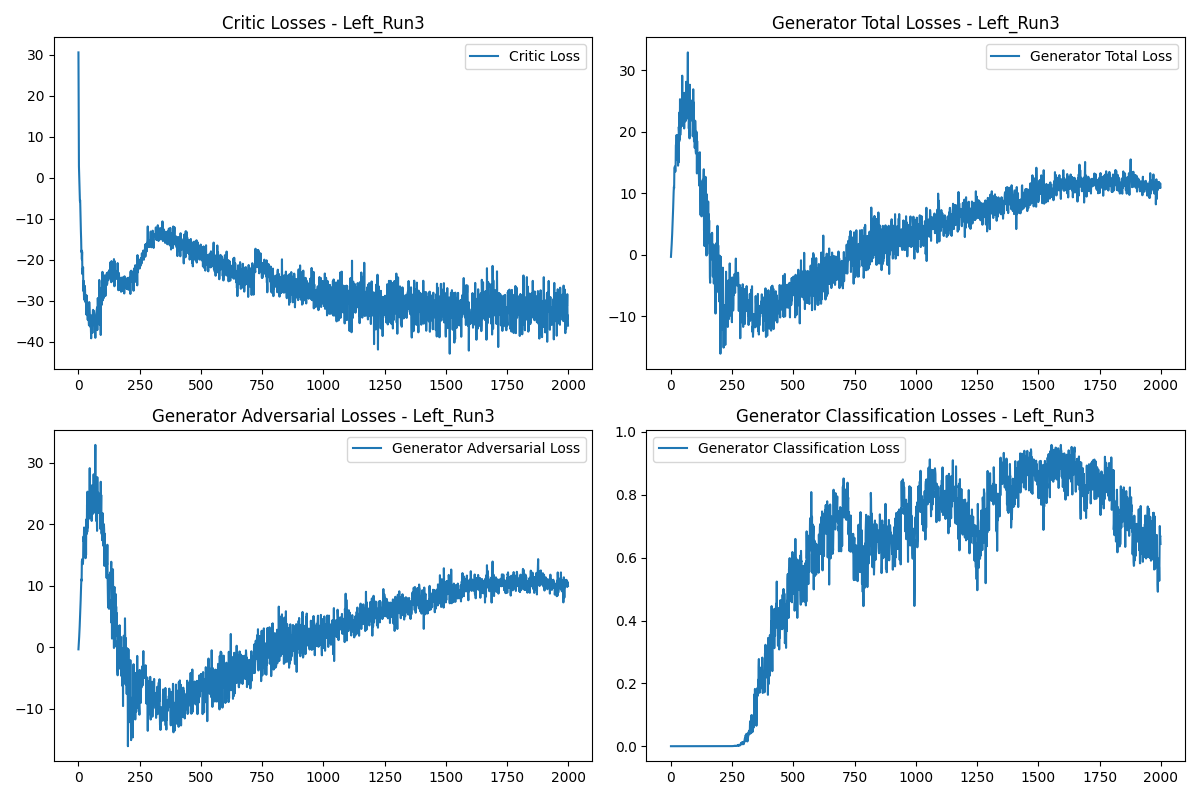 Critic Losses - Left_Run3
Critic Loss
30
20
10
0
−10
−20
−30
−40
0 250 500 750 1000 1250 1500 1750 2000
Generator Total Losses - Left_Run3
Generator Total Loss
30
20
10
0
−10
0 250 500 750 1000 1250 1500 1750 2000
Generator Adversarial Losses - Left_Run3
Generator Adversarial Loss
30
20
10
0
−10
0 250 500 750 1000 1250 1500 1750 2000
Generator Classification Losses - Left_Run3
Generator Classification Loss
1.0
0.8
0.6
0.4
0.2
0.0
0 250 500 750 1000 1250 1500 1750 2000